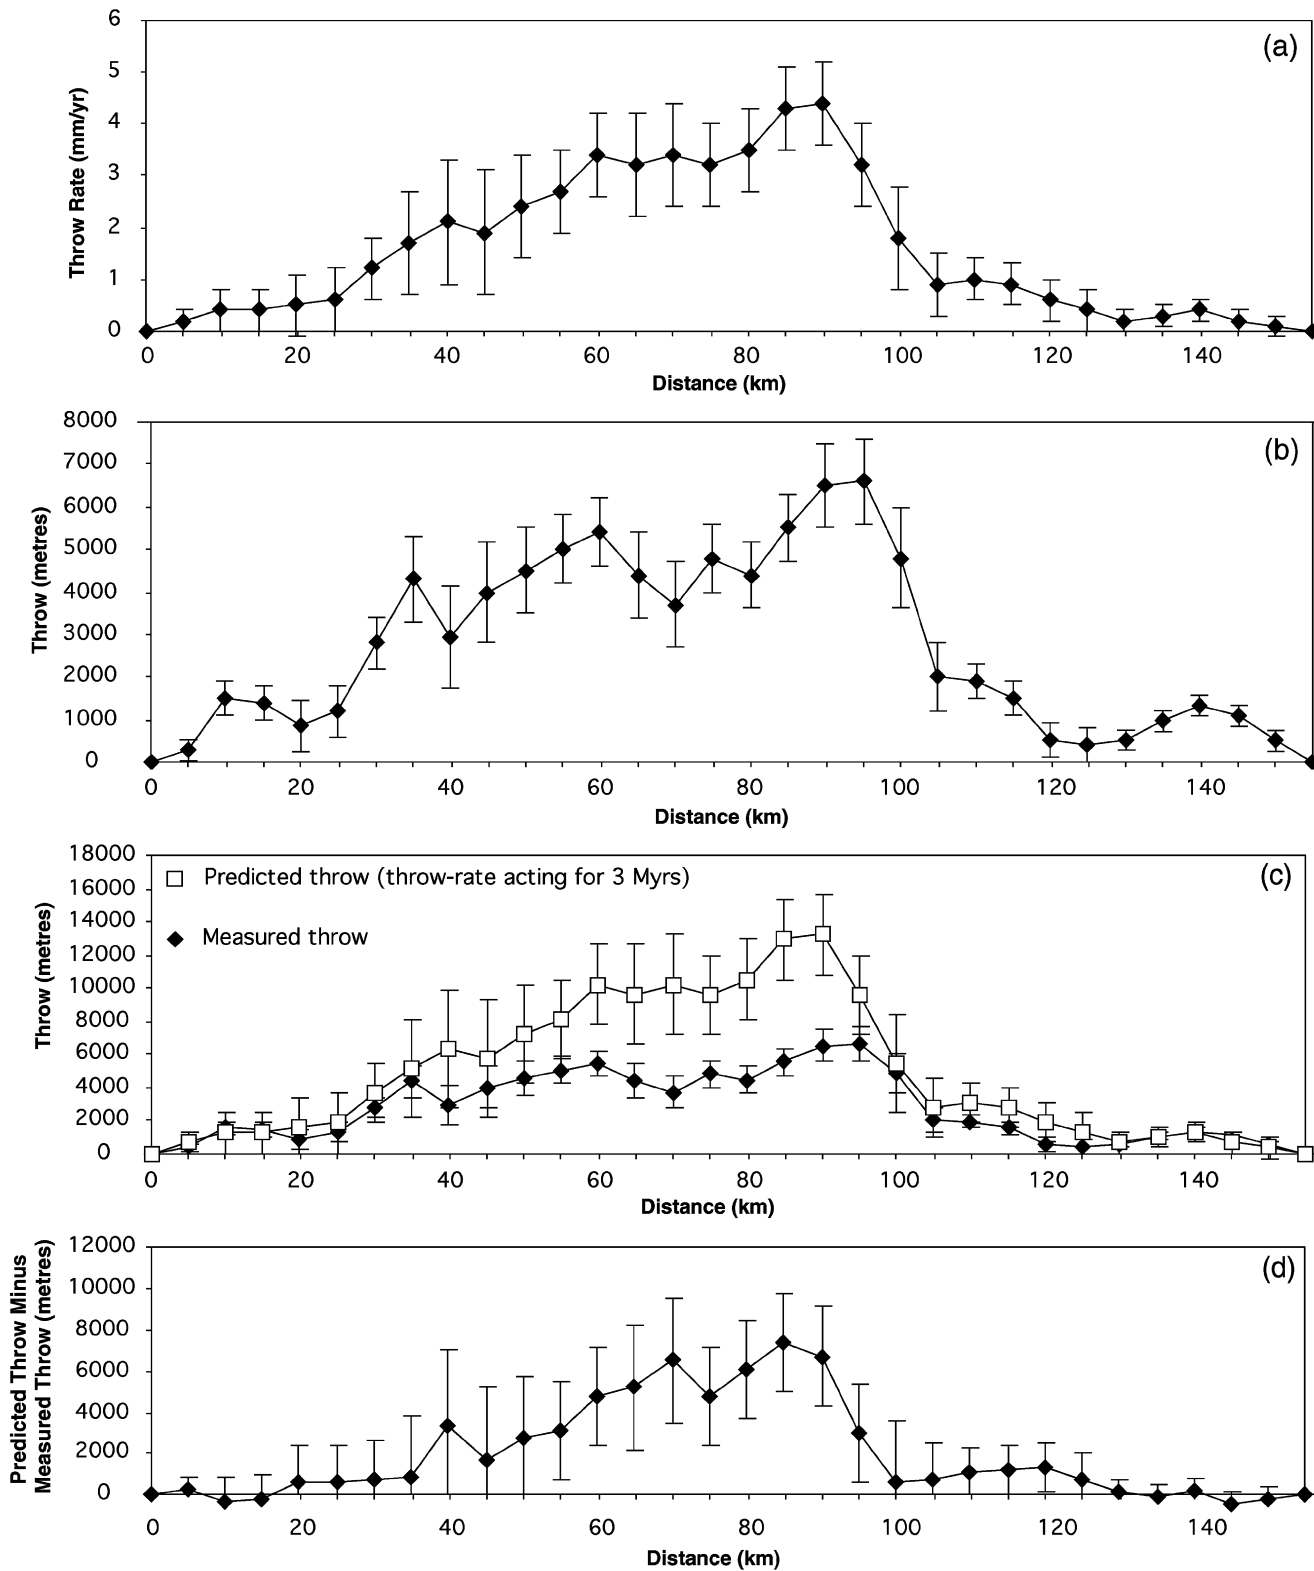 (a)
6
5
4
3
2
1
0
Throw Rate (mm/yr)
0 20 40 60 80 100 120 140
Distance (km)
(b)
8000
7000
6000
5000
4000
3000
2000
1000
0
Throw (metres)
0 20 40 60 80 100 120 140
Distance (km)
(c)
18000
16000
14000
12000
10000
8000
6000
4000
2000
0
Throw (metres)
Predicted throw (throw-rate acting for 3 Myrs)
Measured throw
0 20 40 60 80 100 120 140
Distance (km)
(d)
12000
10000
8000
6000
4000
2000
0
Predicted Throw Minus
Measured Throw (metres)
0 20 40 60 80 100 120 140
Distance (km)